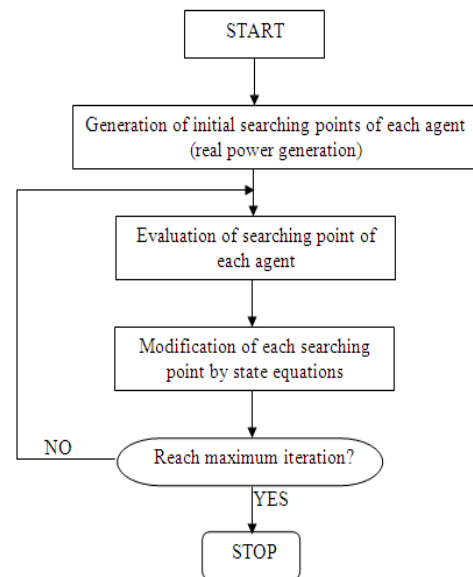 START
Generation of initial searching points of each agent
(real power generation)
Evaluation of searching point of
each agent
Modification of each searching
point by state equations
NO
Reach maximum iteration?
YES
STOP